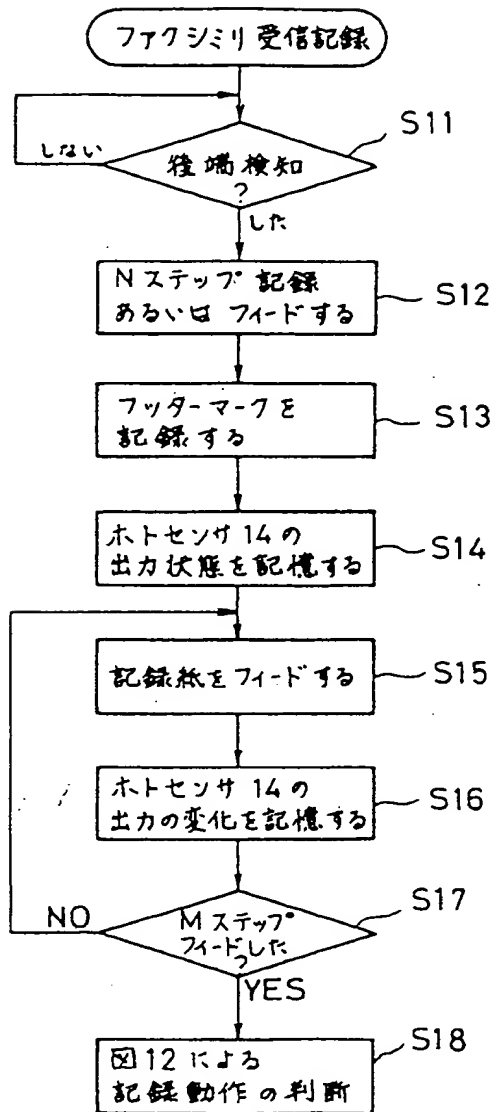 ファクシミリ受信記録
S11
しない
後端検知
?
した
Nステップ記録
あるいはフィードする
S12
フッターマークを
記録する
S13
ホトセンサ14の
出力状態を記憶する
S14
記録紙をフィードする
S15
ホトセンサ14の
出力の変化を記憶する
S16
NO
Mステップ
フィードした
?
S17
YES
図12による
記録動作の判断
S18